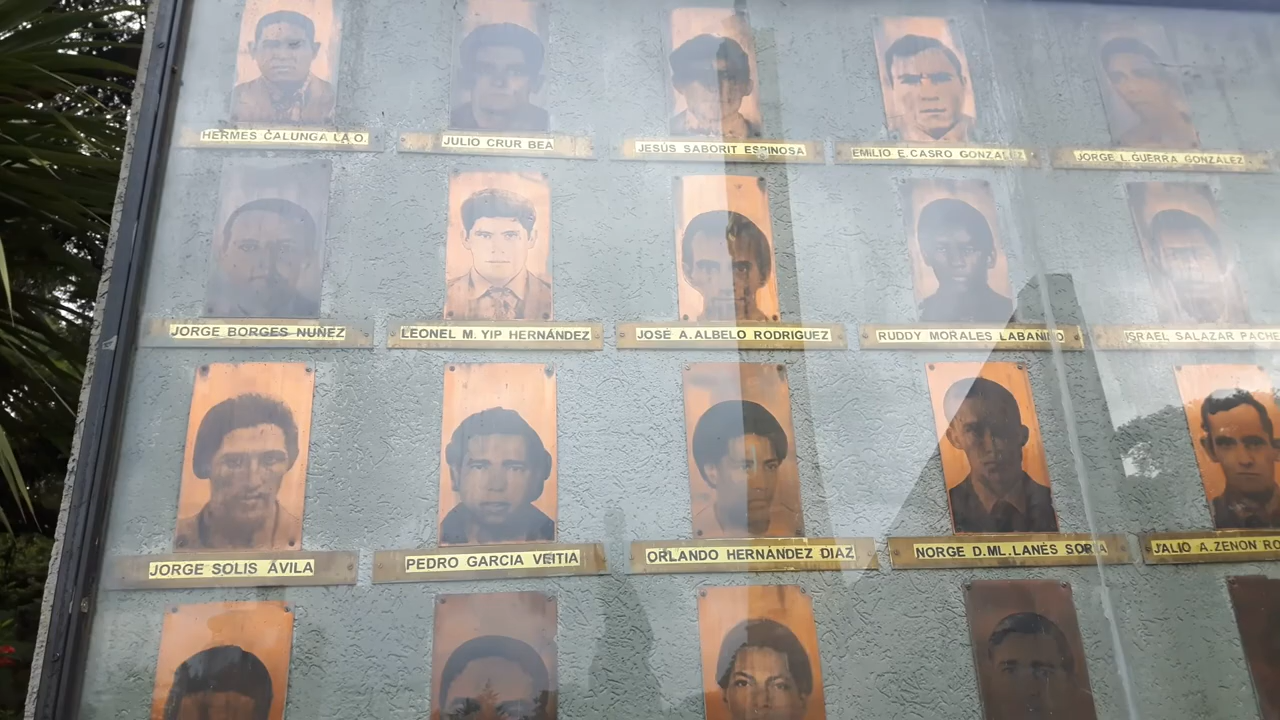 HERMES CALUNGA LA O.
JULIO CRUR BEA
JESÚS SABORIT ESPINOSA
EMILIO E.CASRO GONZALEZ
JORGE L.GUERRA GONZALEZ
JORGE BORGES NUÑEZ
LEONEL M. YIP HERNÁNDEZ
JOSÉ A.ALBELO RODRIGUEZ
RUDDY MORALES LABAÑINO
ISRAEL SALAZAR
JORGE SOLIS ÁVILA
PEDRO GARCIA VEITIA
ORLANDO HERNÁNDEZ DIAZ
NORGE D.ML.LANÉS SORIA
JALIO A.ZENON